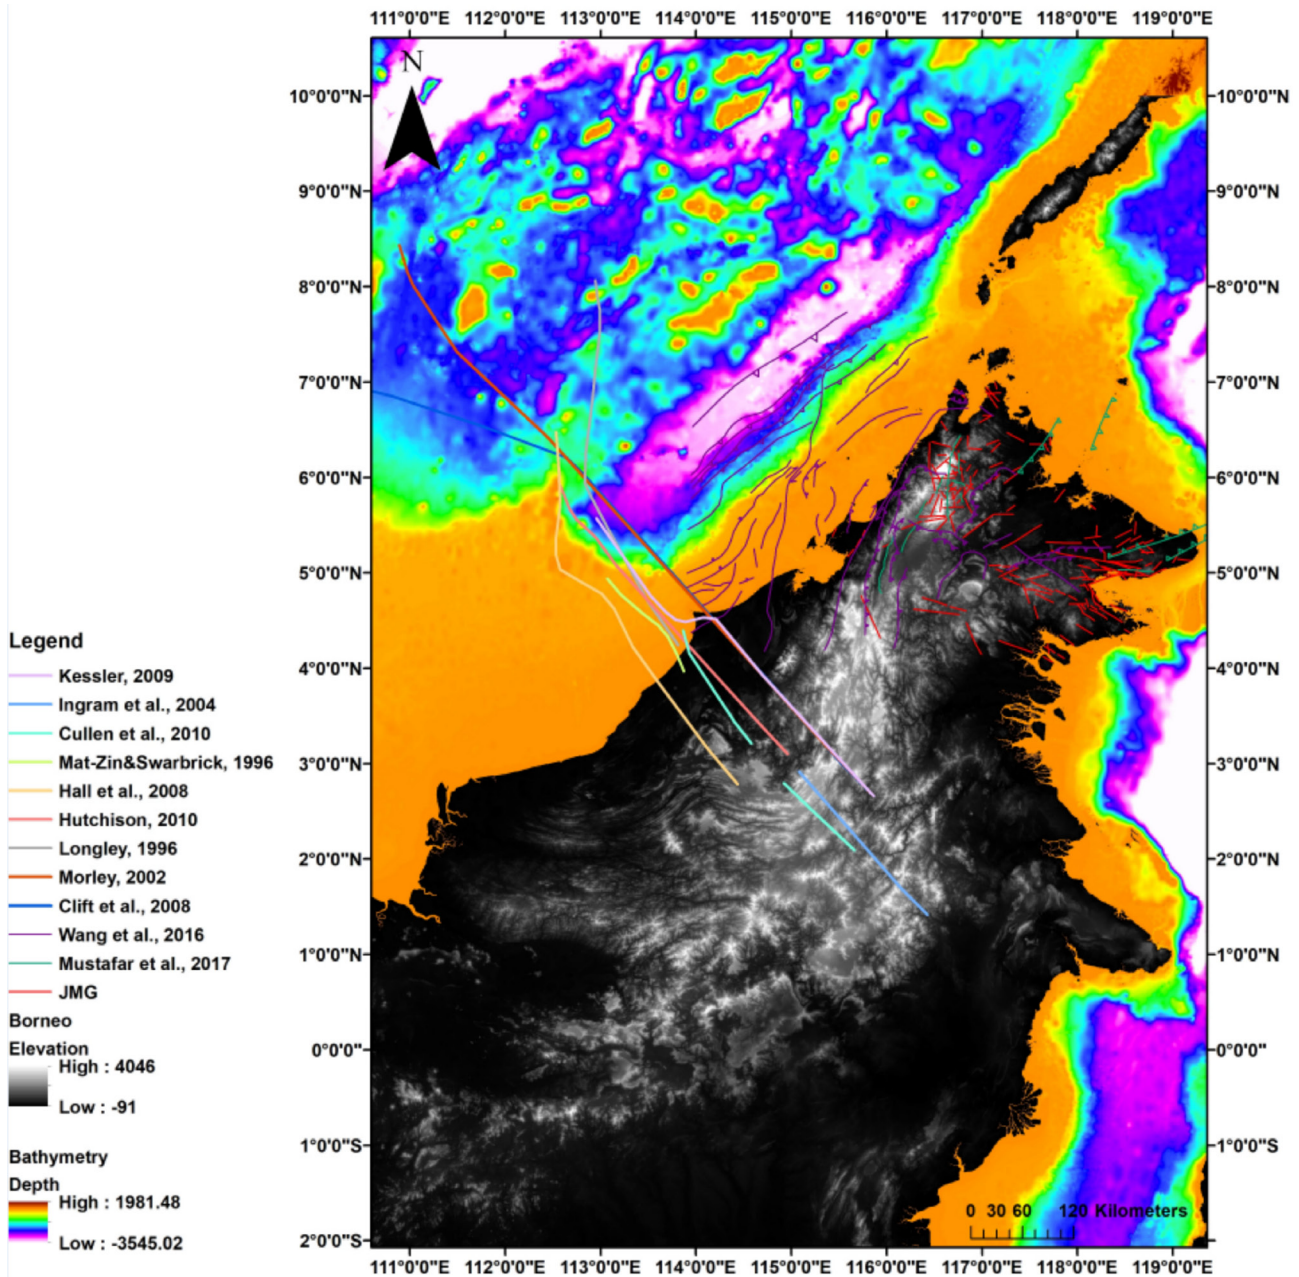 111°0'0"E 112°0'0"E 113°0'0"E 114°0'0"E 115°0'0"E 116°0'0"E 117°0'0"E 118°0'0"E 119°0'0"E
N
10°0'0"N 10°0'0"N
9°0'0"N 9°0'0"N
8°0'0"N 8°0'0"N
7°0'0"N 7°0'0"N
6°0'0"N 6°0'0"N
5°0'0"N 5°0'0"N
4°0'0"N 4°0'0"N
3°0'0"N 3°0'0"N
2°0'0"N 2°0'0"N
1°0'0"N 1°0'0"N
0°0'0" 0°0'0"
1°0'0"S 1°0'0"S
2°0'0"S
Legend
Kessler, 2009
Ingram et al., 2004
Cullen et al., 2010
Mat-Zin&Swarbrick, 1996
Hall et al., 2008
Hutchison, 2010
Longley, 1996
Morley, 2002
Clift et al., 2008
Wang et al., 2016
Mustafar et al., 2017
JMG
Borneo
Elevation
High : 4046
Low : -91
Bathymetry
Depth
High : 1981.48
Low : -3545.02
0 30 60 120 Kilometers
111°0'0"E 112°0'0"E 113°0'0"E 114°0'0"E 115°0'0"E 116°0'0"E 117°0'0"E 118°0'0"E 119°0'0"E